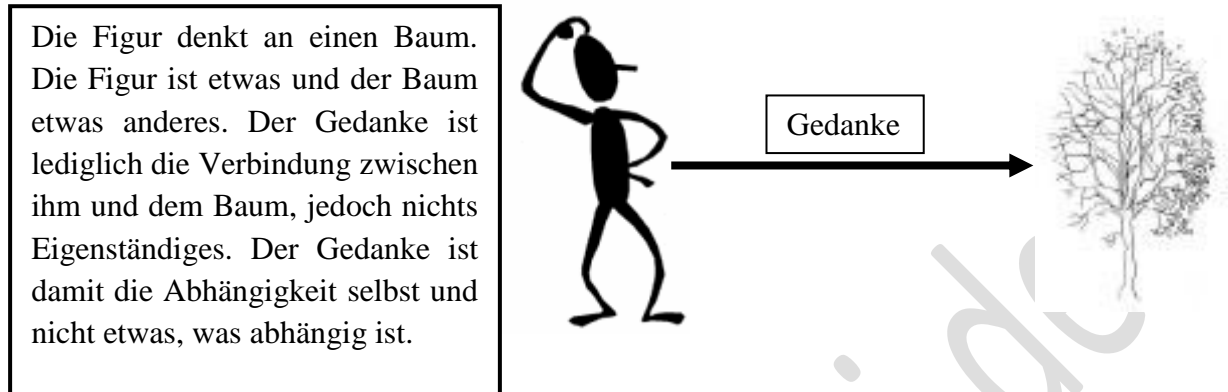 Die Figur denkt an einen Baum.
Die Figur ist etwas und der Baum
etwas anderes. Der Gedanke ist
lediglich die Verbindung zwischen
ihm und dem Baum, jedoch nichts
Eigenständiges. Der Gedanke ist
damit die Abhängigkeit selbst und
nicht etwas, was abhängig ist.
Gedanke